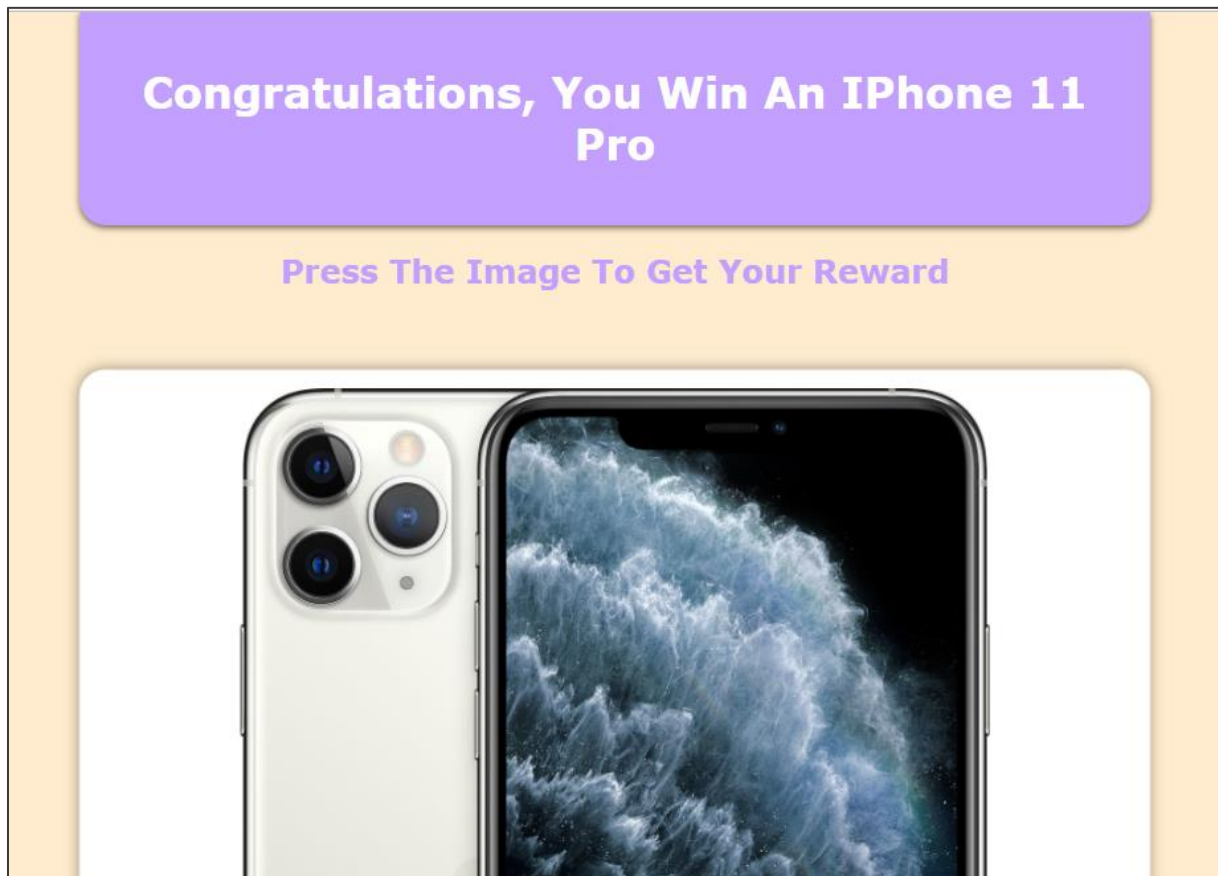 Congratulations, You Win An IPhone 11
Pro
Press The Image To Get Your Reward